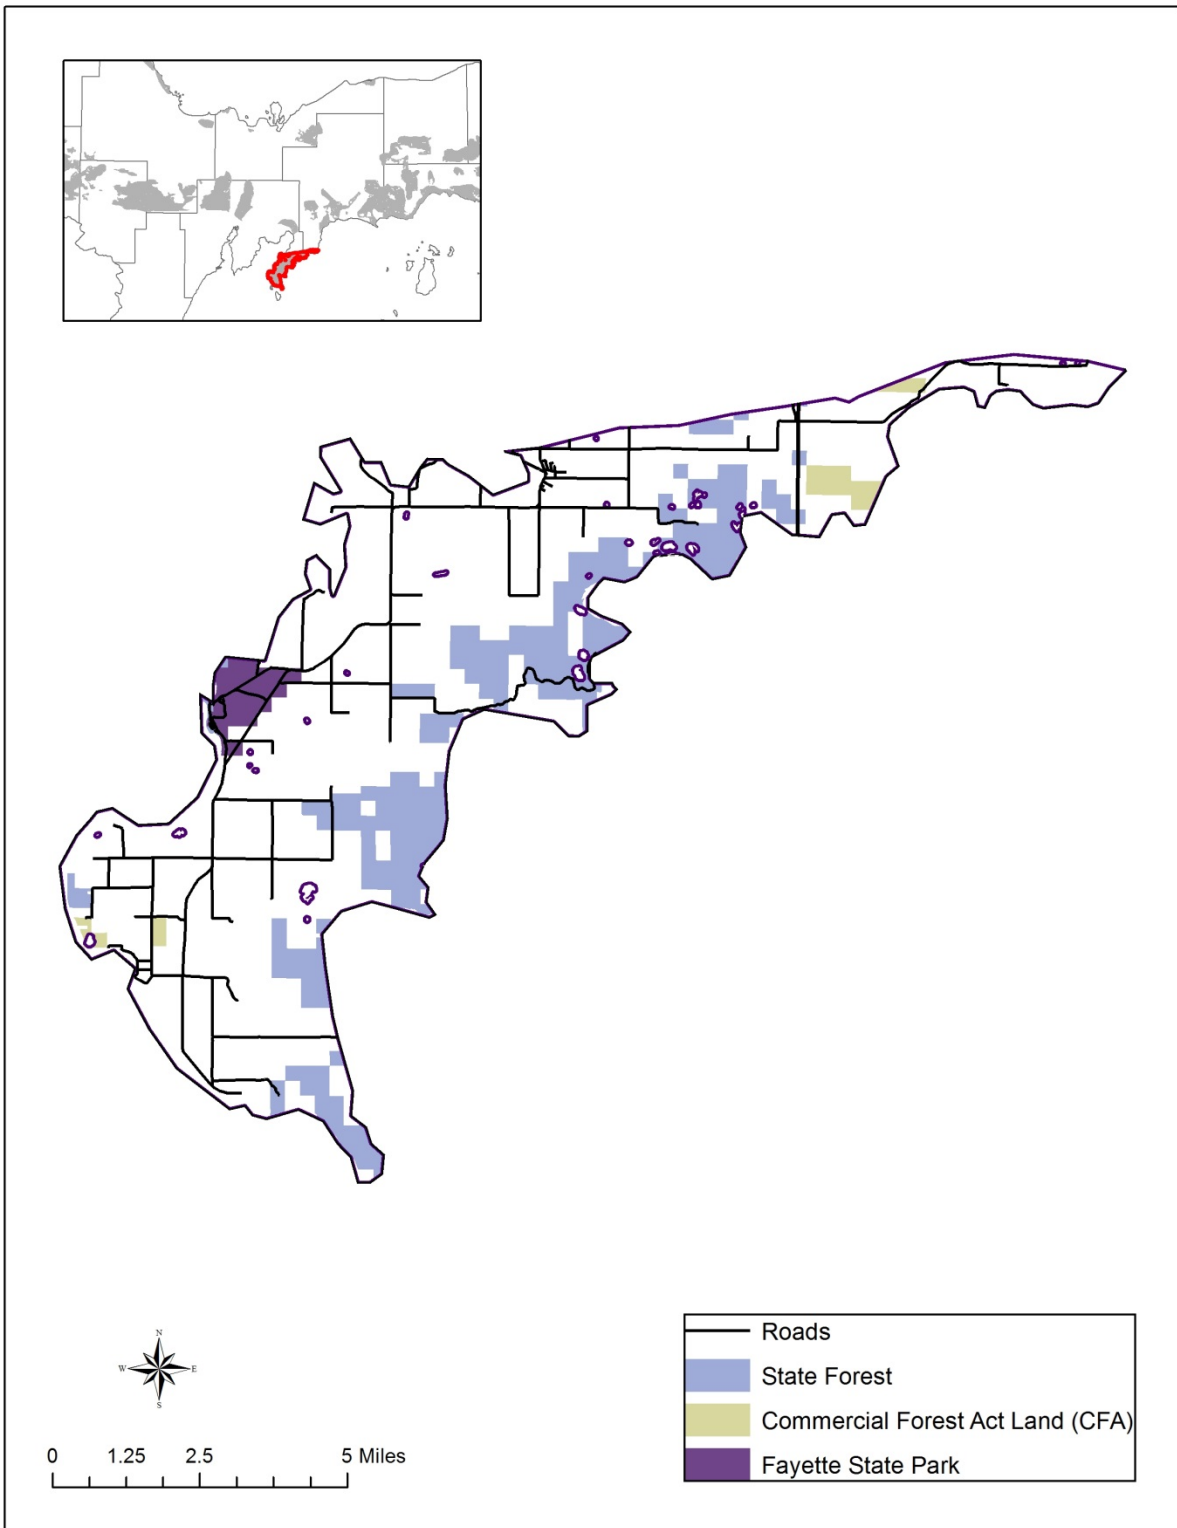 N
W E
S
0 1.25 2.5 5 Miles
Roads
State Forest
Commercial Forest Act Land (CFA)
Fayette State Park